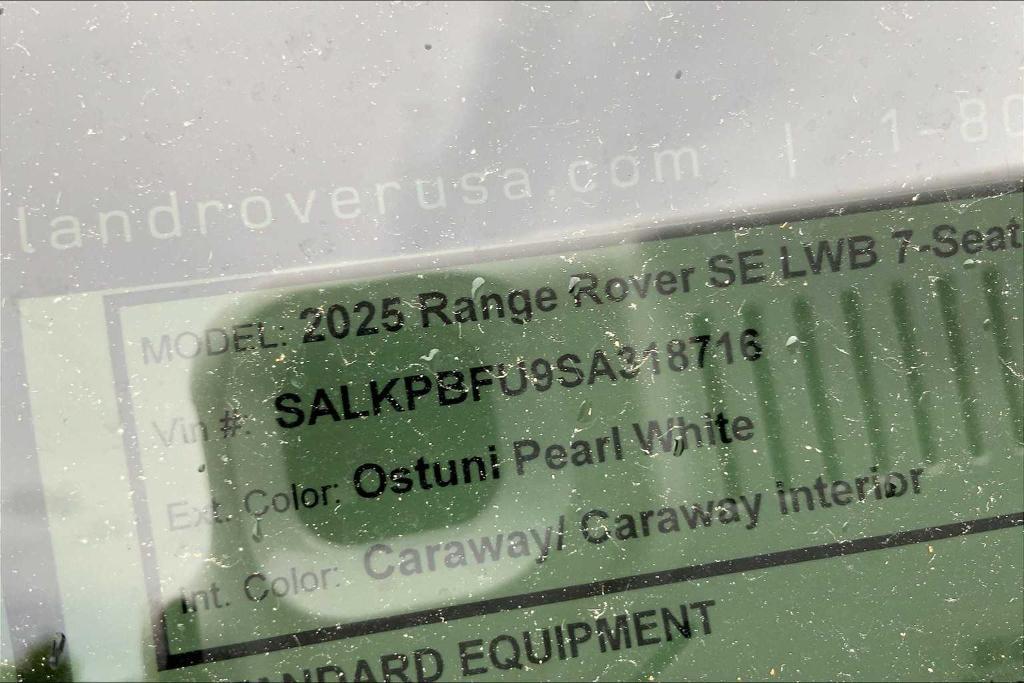 landroverusa.com | 1-80
MODEL: 2025 Range Rover SE LWB 7-Seat
Vin #: SALKPBFU9SA318716
Ext. Color: Ostuni Pearl White
Int. Color: Caraway/ Caraway interior
NDARD EQUIPMENT